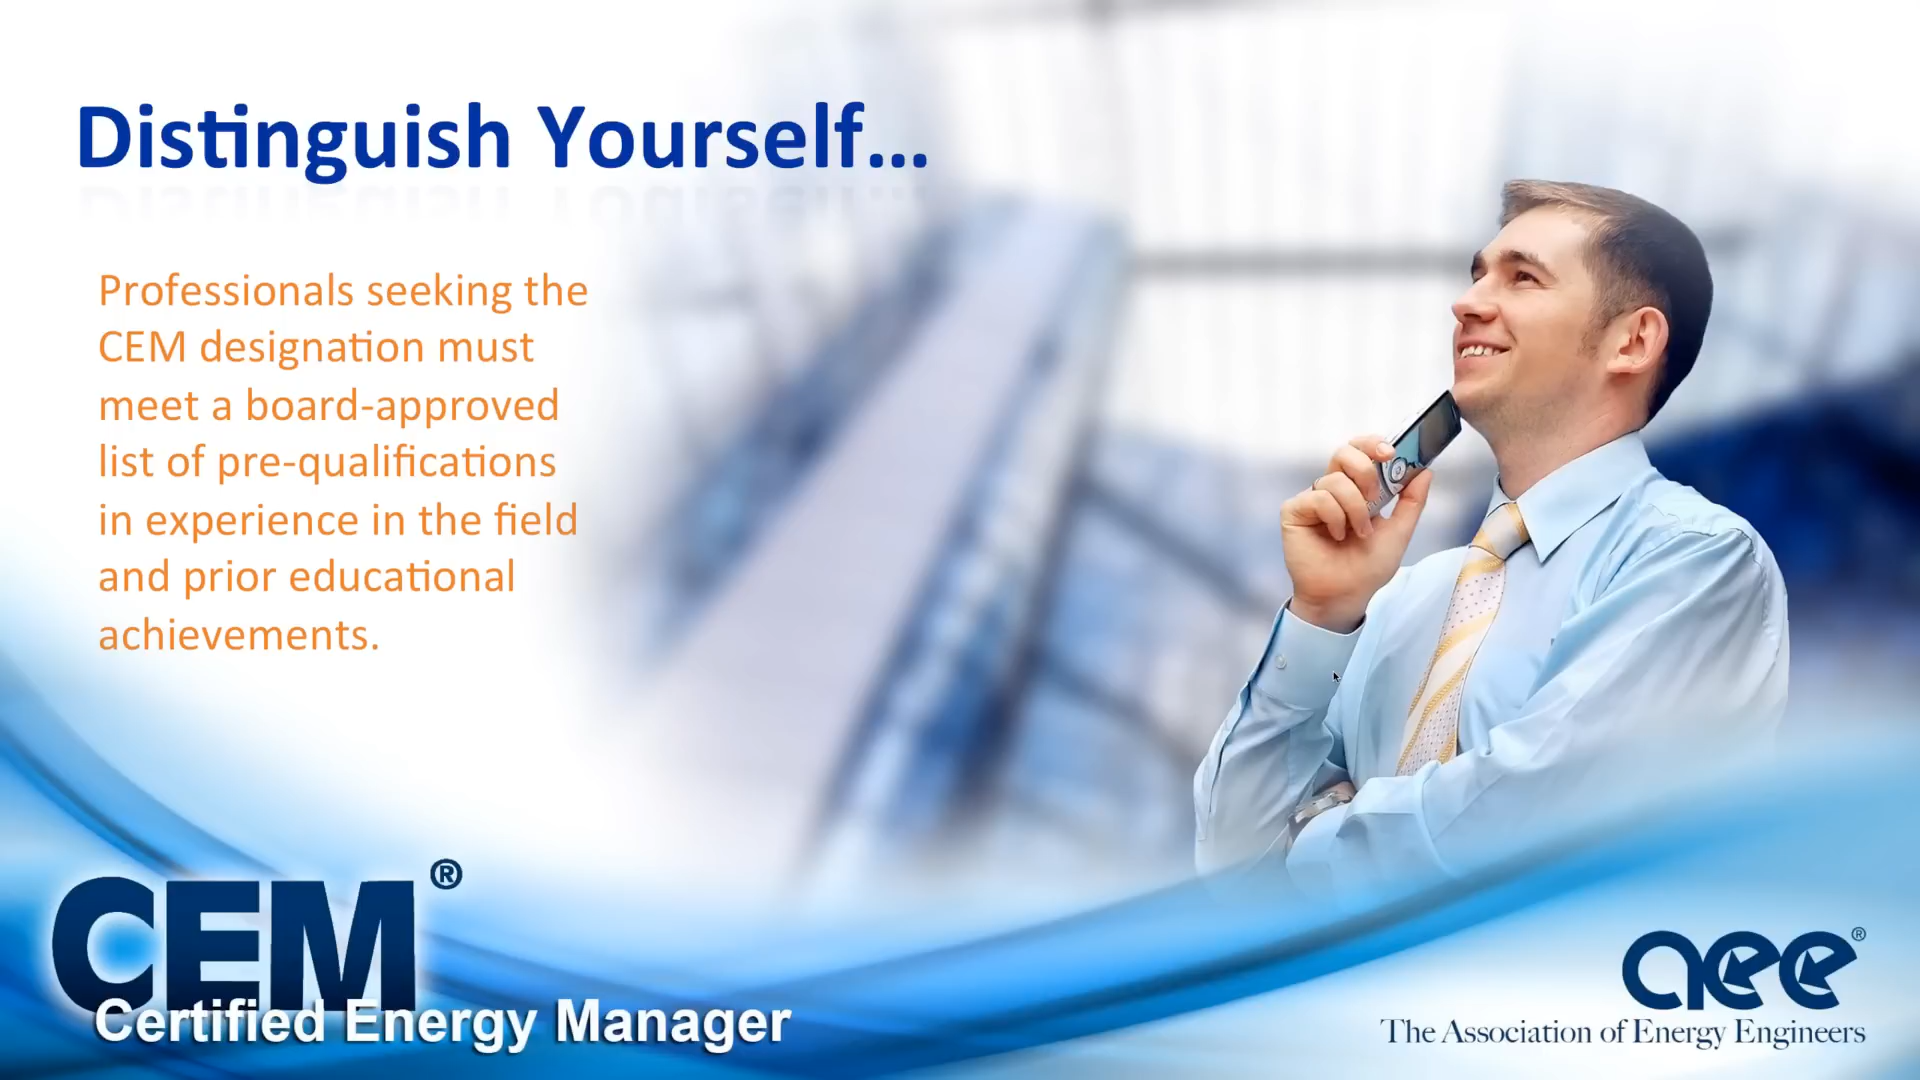 Distinguish Yourself...
Professionals seeking the
CEM designation must
meet a board-approved
list of pre-qualifications
in experience in the field
and prior educational
achievements.
CEM®
Certified Energy Manager
aee®
The Association of Energy Engineers